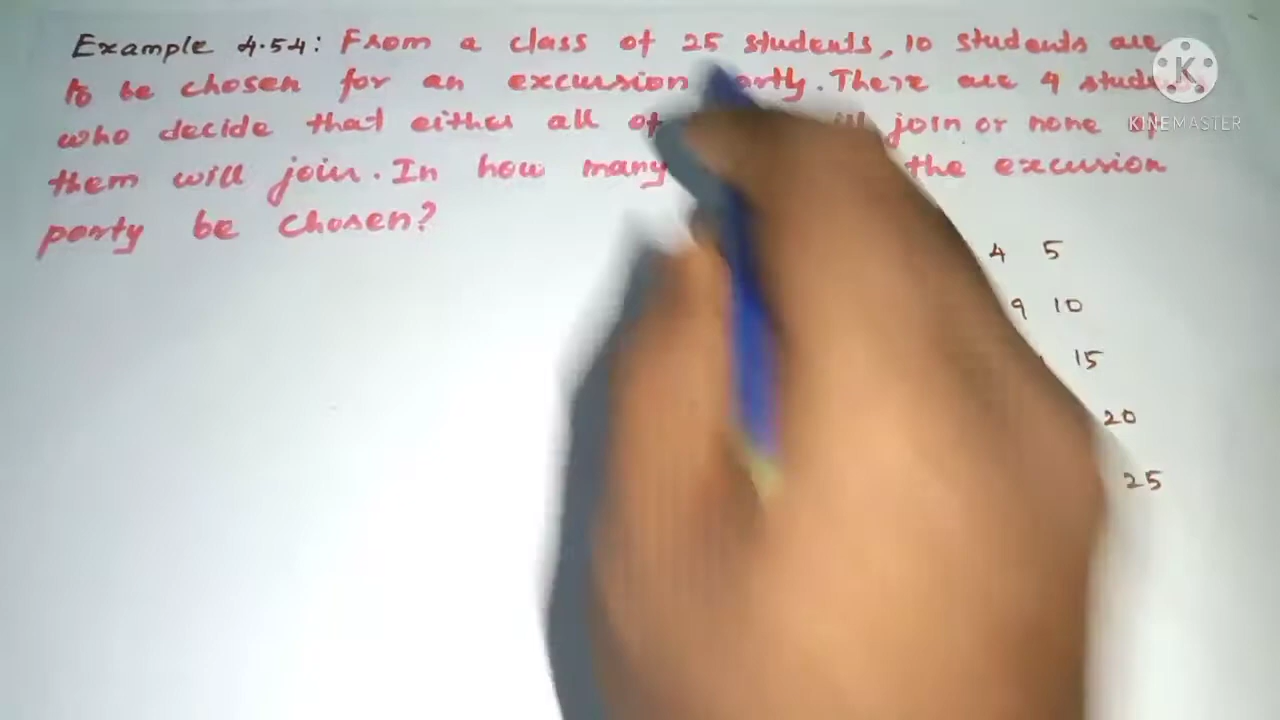 Example 4.54: From a class of 25 students, 10 students are
to be chosen for an excursion party. There are 4
who decide that either all of join or none
them will join. In how many the excusion
party be chosen?
4 5
9 10
15
20
25
K
KINEMASTER